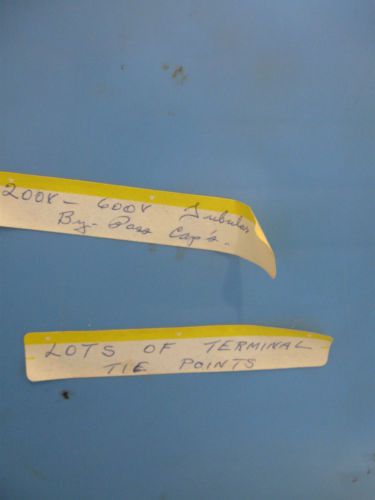 200V - 600V Tubular
By-Pass Cap's.
LOTS OF TERMINAL
TIE POINTS